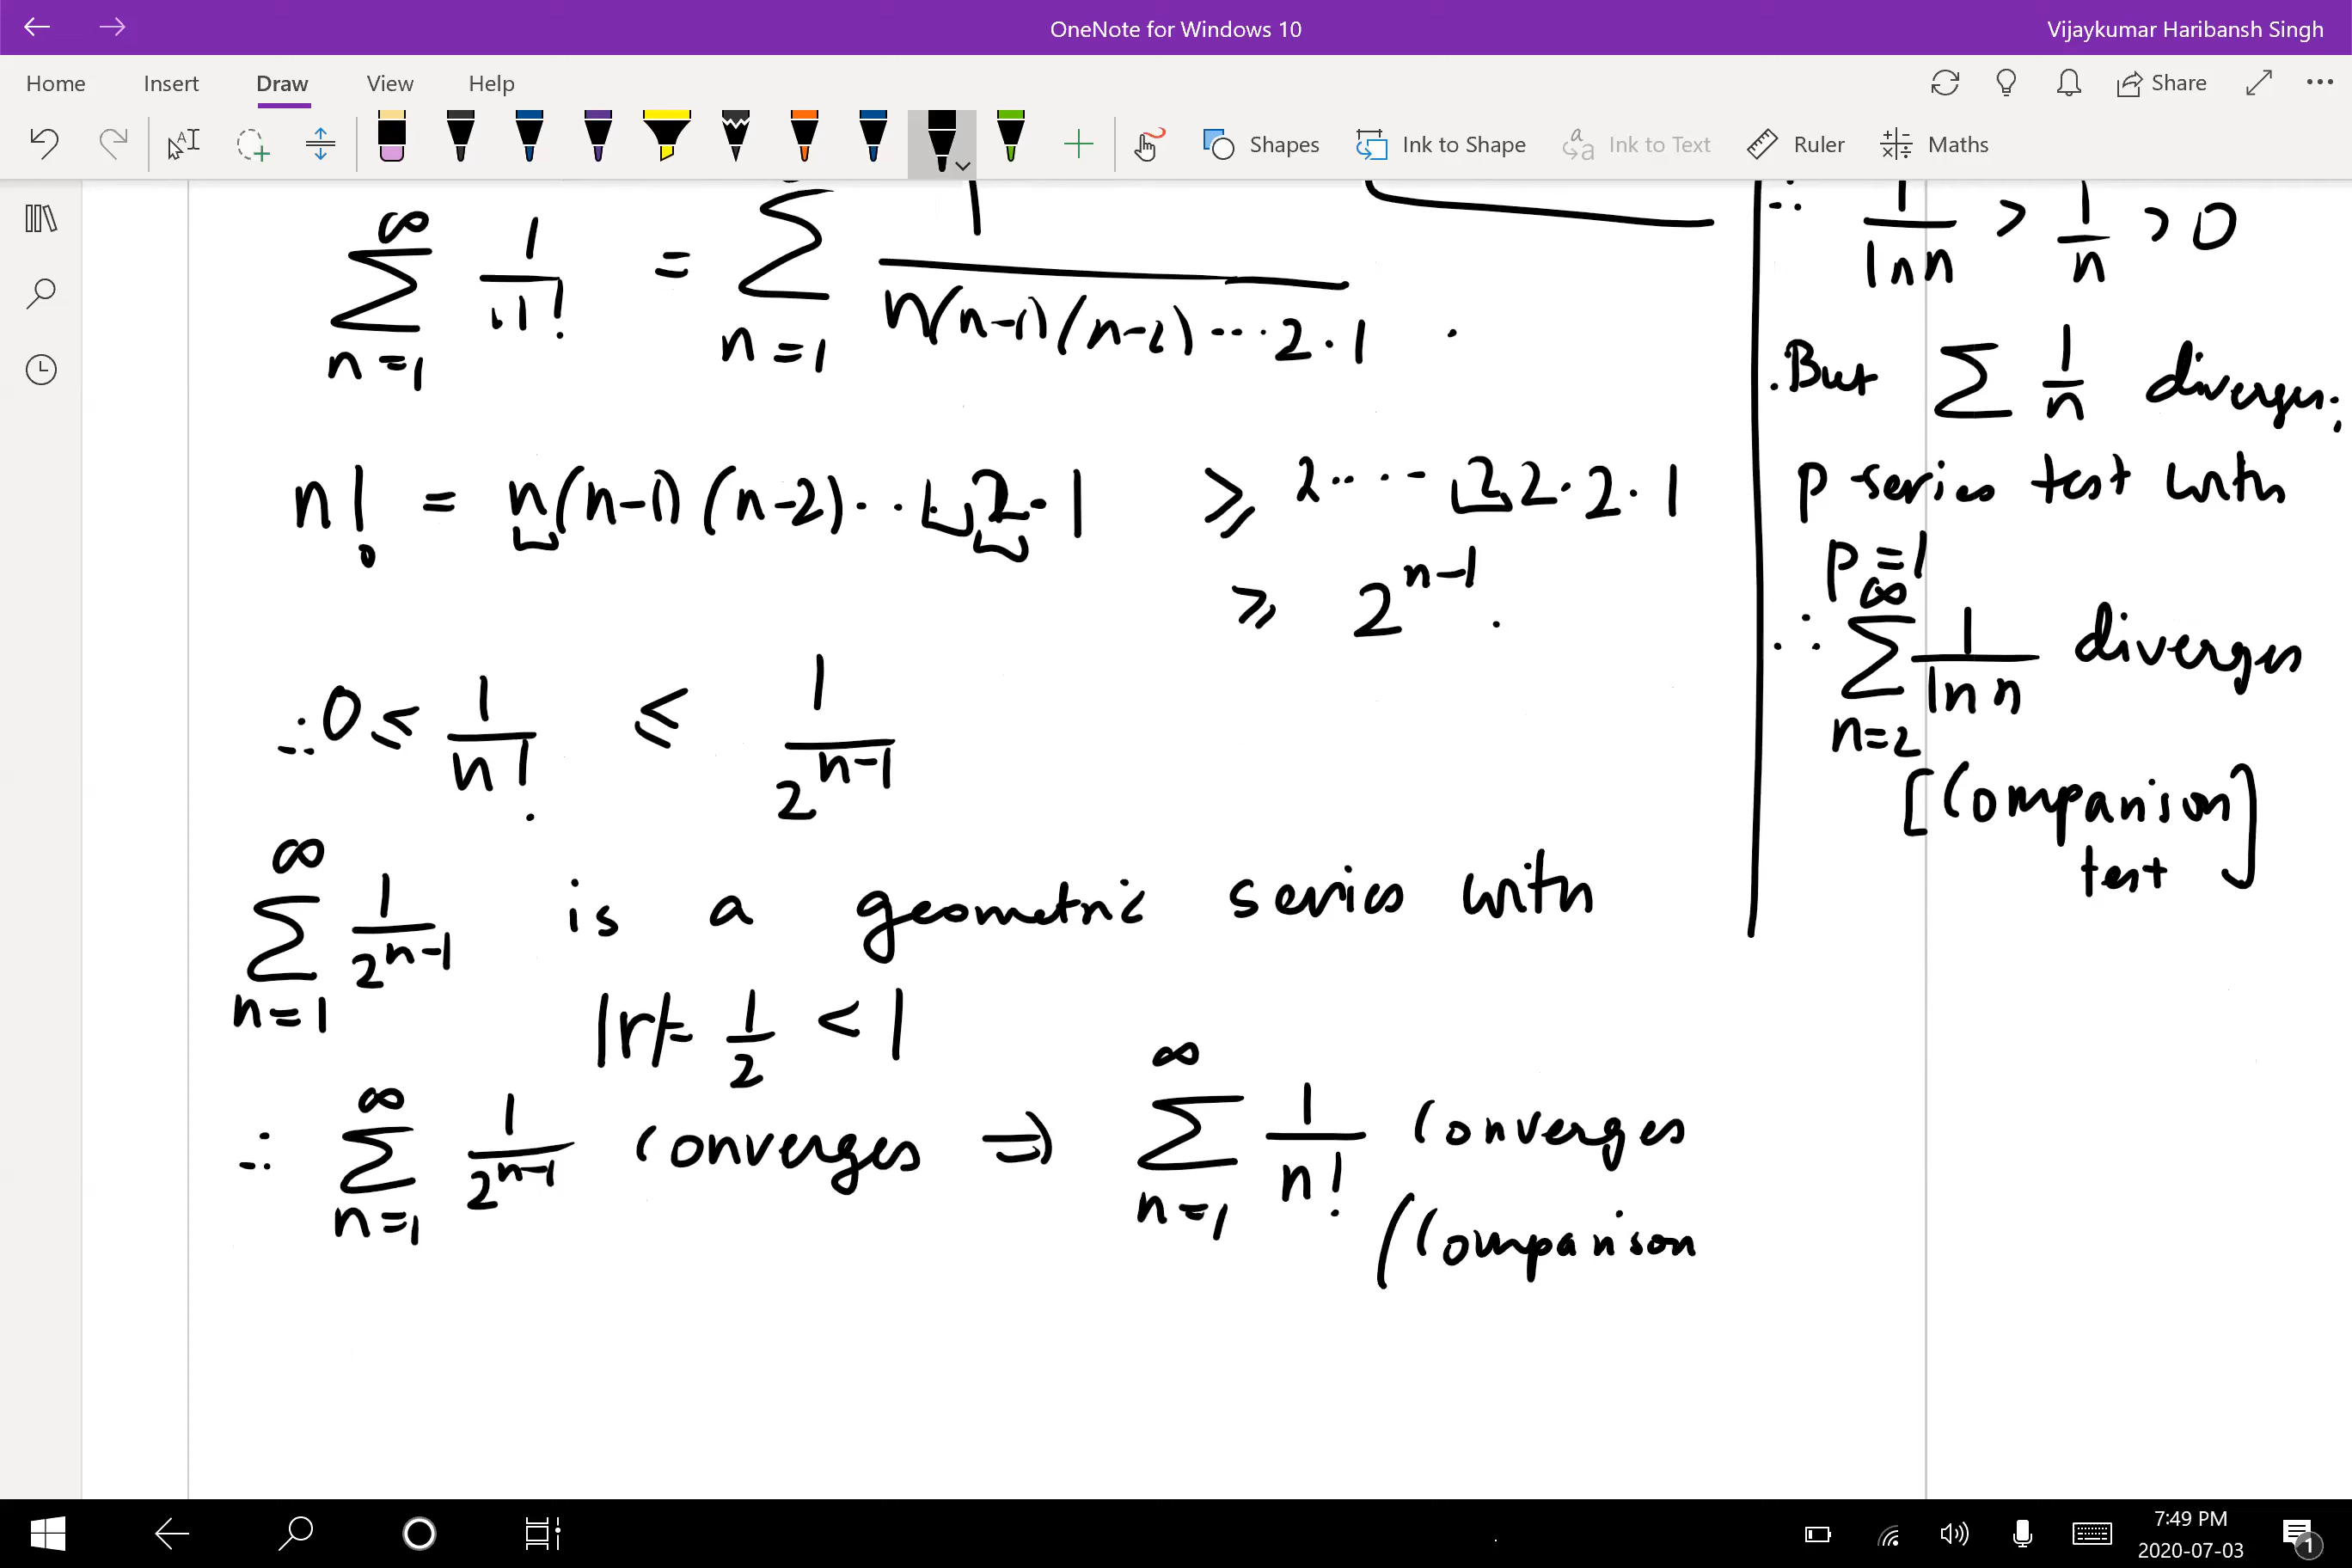 OneNote for Windows 10
Vijaykumar Haribansh Singh
Home Insert Draw View Help
Share
Shapes Ink to Shape Ink to Text Ruler Maths
∞
∑ 1/n! = ∑ 1/(n(n-1)(n-2)...2.1)
n=1 n=1
n! = n(n-1)(n-2)...2.1 ≥ 2....2 2.2.1
≥ 2^(n-1).
∴ 0 ≤ 1/n! ≤ 1/2^(n-1)
∞
∑ 1/2^(n-1) is a geometric series with
n=1
|r|= 1/2 < 1
∞ ∞
∴ ∑ 1/2^(n-1) converges ⇒ ∑ 1/n! converges
n=1 n=1
(Comparison
∴ 1/ln n > 1/n > 0
But ∑ 1/n diverges.
p-series test with
p=1
∞
∴ ∑ 1/ln n diverges
n=2
[Comparison]
test
7:49 PM
2020-07-03
1